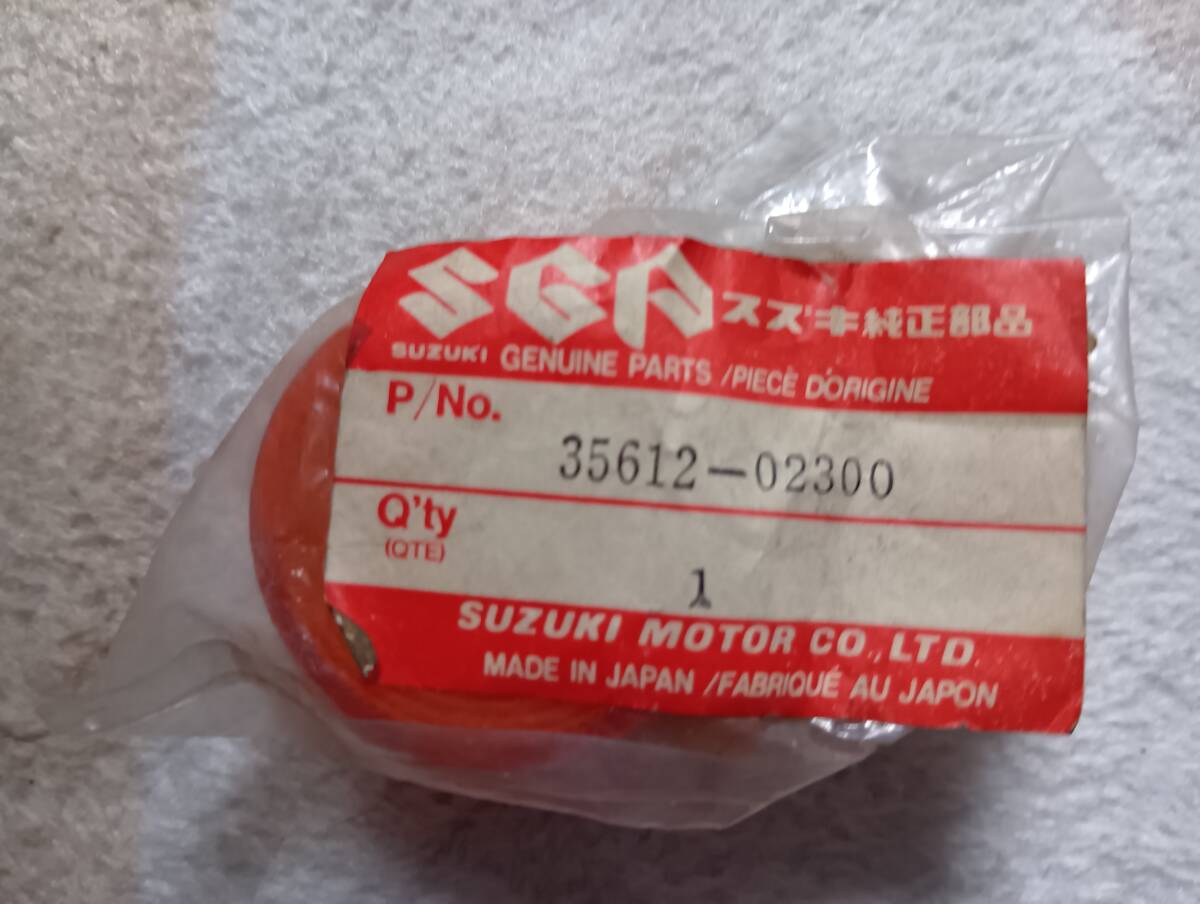 SGP スズキ純正部品
SUZUKI GENUINE PARTS /PIECE D'ORIGINE
P/No.
35612-02300
Q'ty
(QTE)
1
SUZUKI MOTOR CO.,LTD.
MADE IN JAPAN /FABRIQUÉ AU JAPON